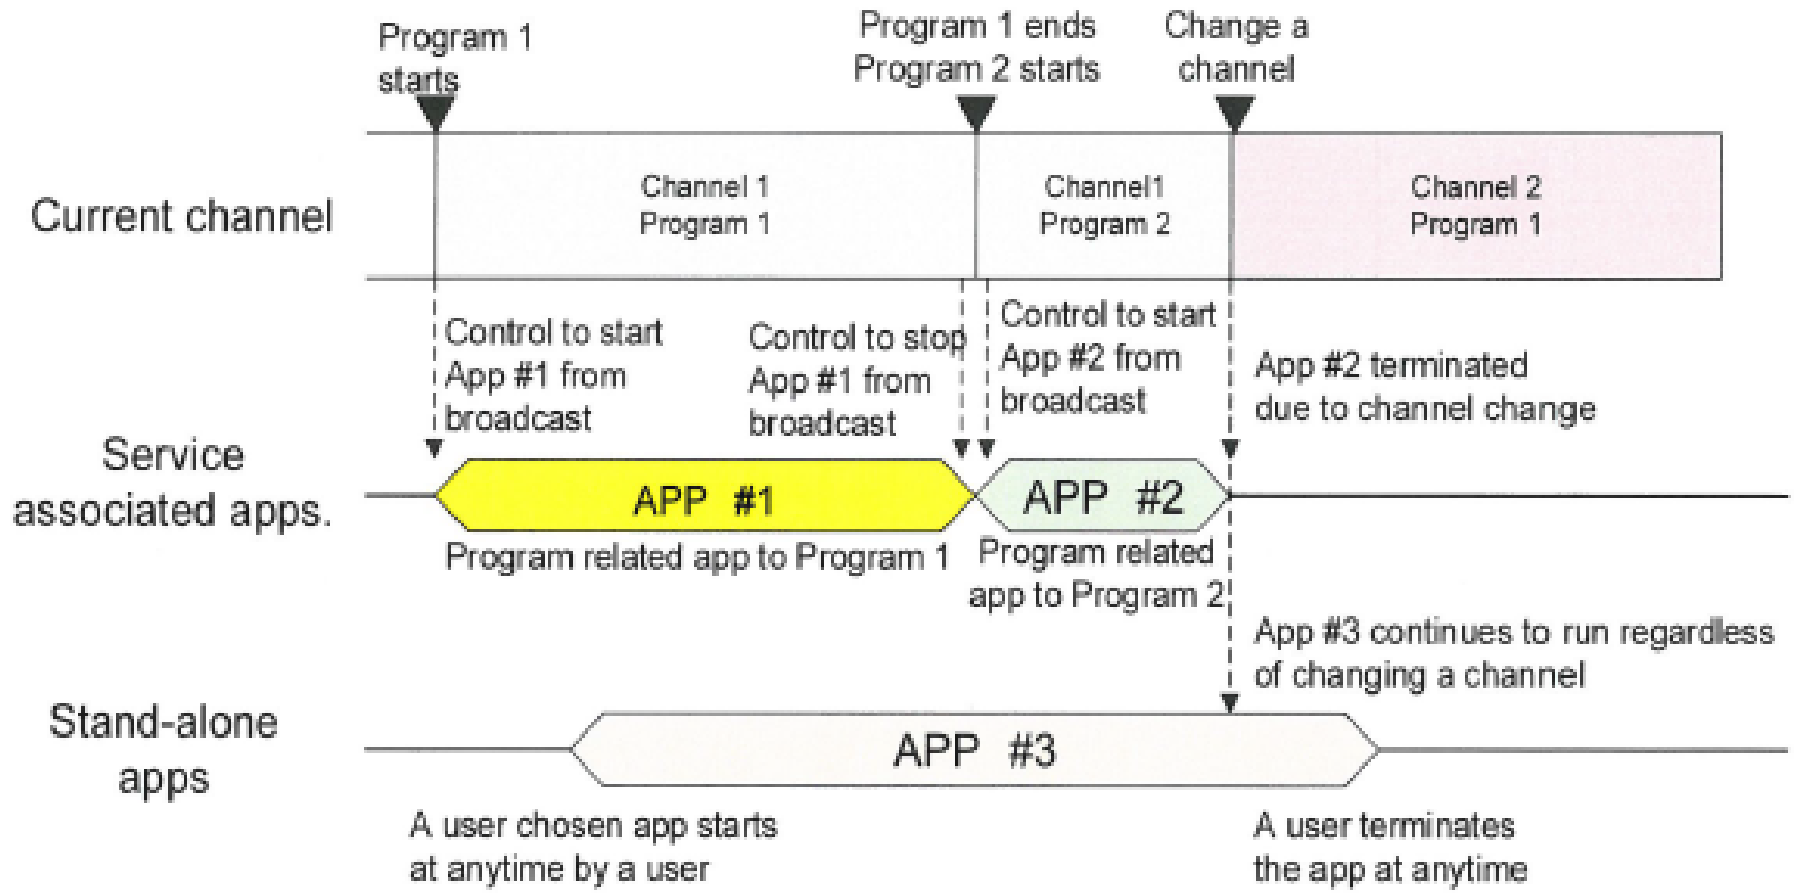 Program 1
starts
Program 1 ends
Program 2 starts
Change a
channel
Current channel
Channel 1
Program 1
Channel1
Program 2
Channel 2
Program 1
Control to start
App #1 from
broadcast
Control to stop
App #1 from
broadcast
Control to start
App #2 from
broadcast
App #2 terminated
due to channel change
Service
associated apps.
APP #1
APP #2
Program related app to Program 1
Program related
app to Program 2
App #3 continues to run regardless
of changing a channel
Stand-alone
apps
APP #3
A user chosen app starts
at anytime by a user
A user terminates
the app at anytime